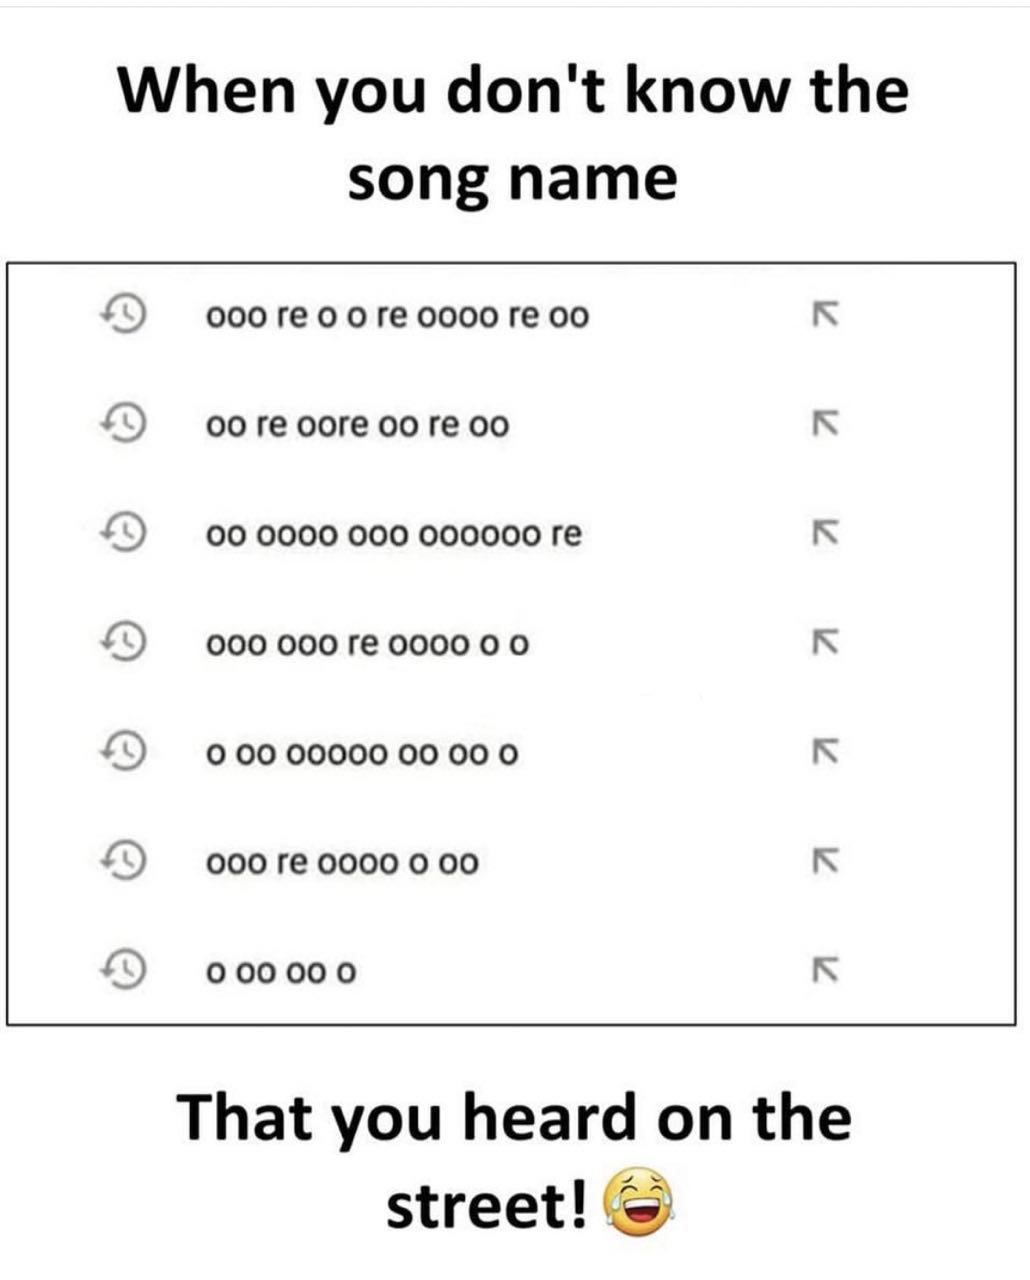 When you don't know the
song name
ooo re o o re oooo re oo
oo re oore oo re oo
oo oooo ooo oooooo re
ooo ooo re oooo o o
o oo ooooo oo oo o
ooo re oooo o oo
o oo oo o
That you heard on the
street! 😂